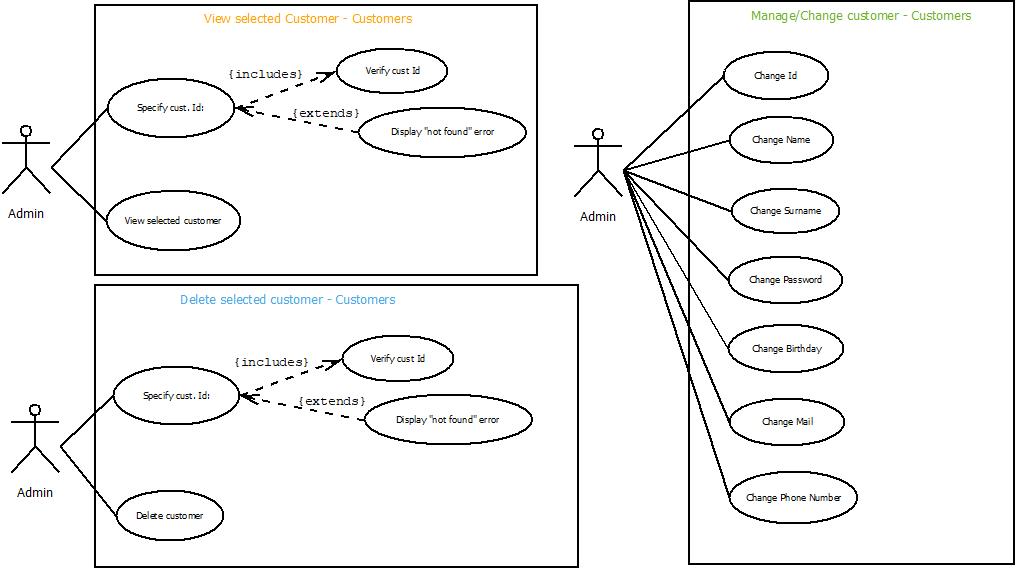 View selected Customer - Customers
{includes}
Verify cust Id
Specify cust. Id:
{extends}
Display "not found" error
Admin
View selected customer
Delete selected customer - Customers
{includes}
Verify cust Id
Specify cust. Id:
{extends}
Display "not found" error
Admin
Delete customer
Manage/Change customer - Customers
Change Id
Change Name
Admin
Change Surname
Change Password
Change Birthday
Change Mail
Change Phone Number